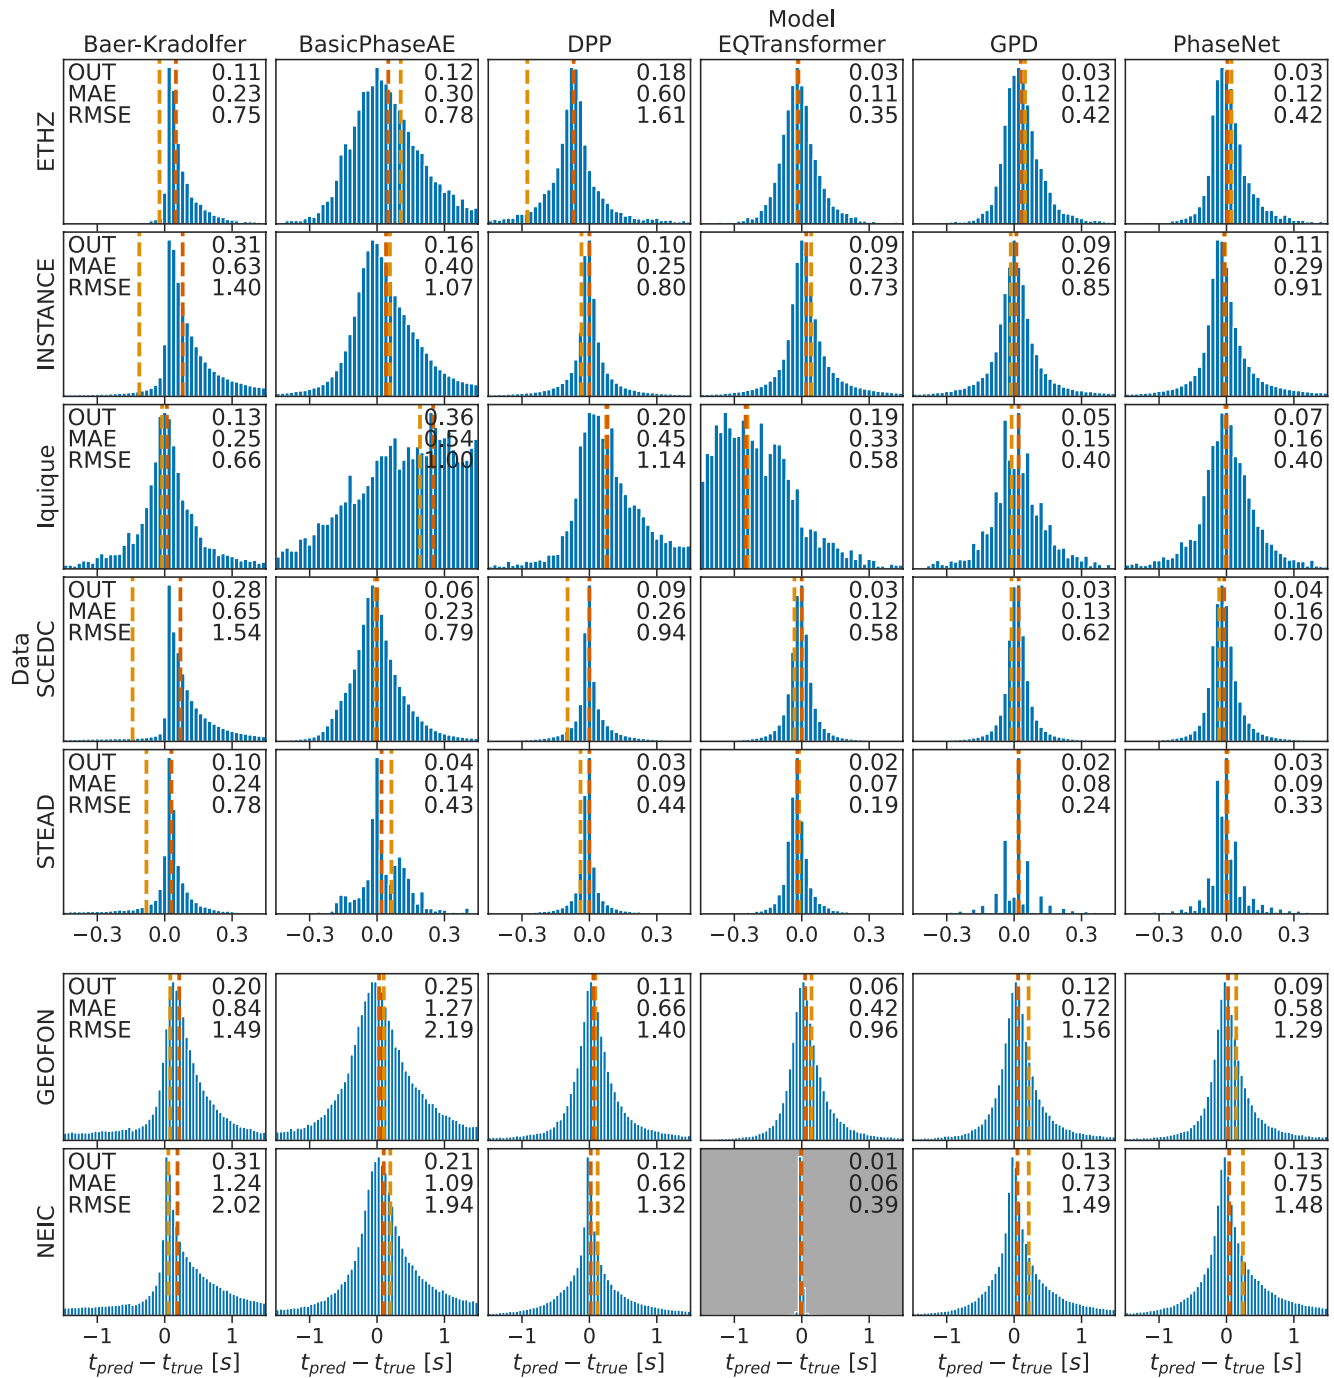 Model
Baer-Kradolfer BasicPhaseAE DPP EQTransformer GPD PhaseNet
Data
ETHZ
OUT 0.11 0.12 0.18 0.03 0.03 0.03
MAE 0.23 0.30 0.60 0.11 0.12 0.12
RMSE 0.75 0.78 1.61 0.35 0.42 0.42
INSTANCE
OUT 0.31 0.16 0.10 0.09 0.09 0.11
MAE 0.63 0.40 0.25 0.23 0.26 0.29
RMSE 1.40 1.07 0.80 0.73 0.85 0.91
Iquique
OUT 0.13 0.36 0.20 0.19 0.05 0.07
MAE 0.25 0.54 0.45 0.33 0.15 0.16
RMSE 0.66 1.00 1.14 0.58 0.40 0.40
SCEDC
OUT 0.28 0.06 0.09 0.03 0.03 0.04
MAE 0.65 0.23 0.26 0.12 0.13 0.16
RMSE 1.54 0.79 0.94 0.58 0.62 0.70
STEAD
OUT 0.10 0.04 0.03 0.02 0.02 0.03
MAE 0.24 0.14 0.09 0.07 0.08 0.09
RMSE 0.78 0.43 0.44 0.19 0.24 0.33
−0.3 0.0 0.3 −0.3 0.0 0.3 −0.3 0.0 0.3 −0.3 0.0 0.3 −0.3 0.0 0.3 −0.3 0.0 0.3
GEOFON
OUT 0.20 0.25 0.11 0.06 0.12 0.09
MAE 0.84 1.27 0.66 0.42 0.72 0.58
RMSE 1.49 2.19 1.40 0.96 1.56 1.29
NEIC
OUT 0.31 0.21 0.12 0.01 0.13 0.13
MAE 1.24 1.09 0.66 0.06 0.73 0.75
RMSE 2.02 1.94 1.32 0.39 1.49 1.48
−1 0 1 −1 0 1 −1 0 1 −1 0 1 −1 0 1 −1 0 1
t_pred − t_true [s] t_pred − t_true [s] t_pred − t_true [s] t_pred − t_true [s] t_pred − t_true [s] t_pred − t_true [s]